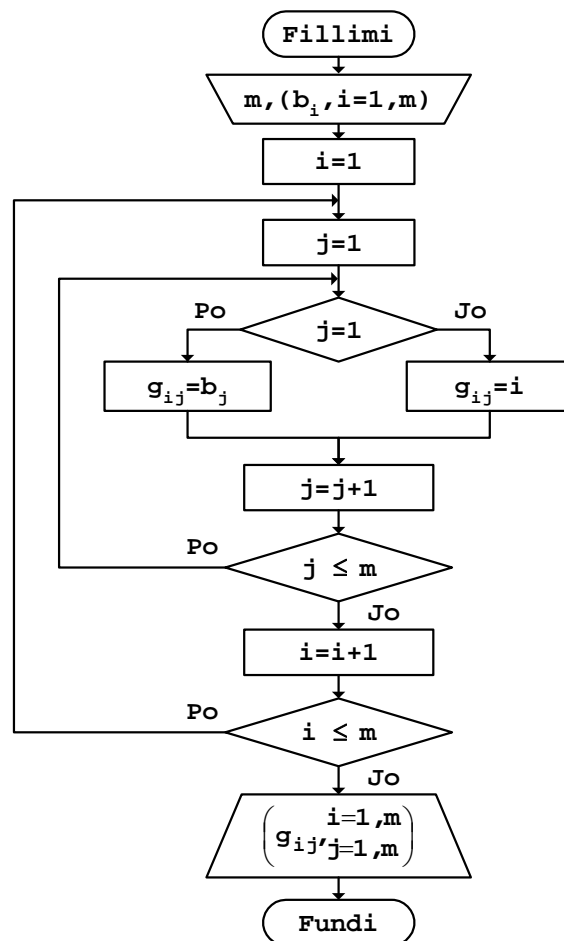 Fillimi
m,(bi,i=1,m)
i=1
j=1
Po
Jo
j=1
gij=bj
gij=i
j=j+1
Po
j ≤ m
Jo
i=i+1
Po
i ≤ m
Jo
(gij, i=1,m
j=1,m)
Fundi